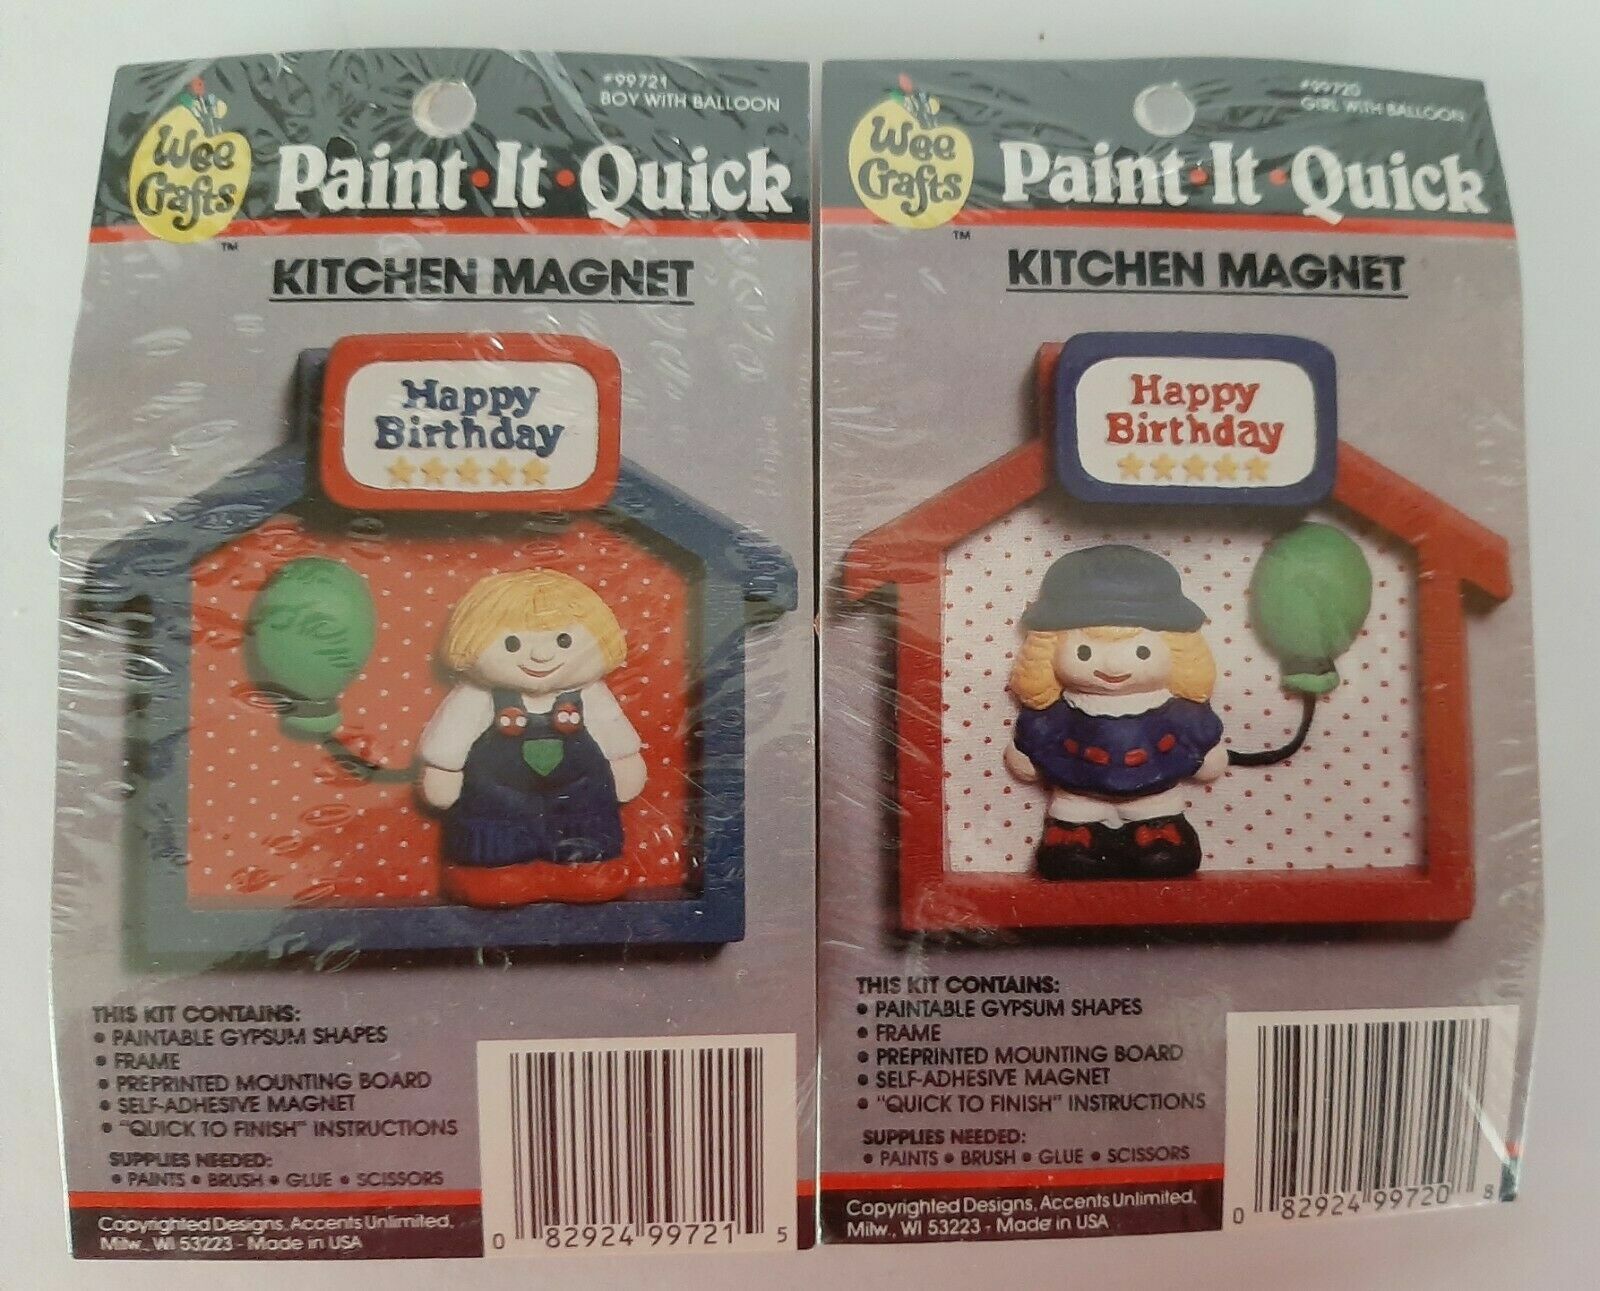 #99721
BOY WITH BALLOON
Wee
Crafts
TM
Paint·It·Quick
KITCHEN MAGNET
Happy
Birthday
THIS KIT CONTAINS:
• PAINTABLE GYPSUM SHAPES
• FRAME
• PREPRINTED MOUNTING BOARD
• SELF-ADHESIVE MAGNET
• "QUICK TO FINISH" INSTRUCTIONS
SUPPLIES NEEDED:
• PAINTS • BRUSH • GLUE • SCISSORS
Copyrighted Designs, Accents Unlimited,
Milw., WI 53223 - Made in USA
0 82924 99721 5
#99720
GIRL WITH BALLOON
Wee
Crafts
TM
Paint·It·Quick
KITCHEN MAGNET
Happy
Birthday
THIS KIT CONTAINS:
• PAINTABLE GYPSUM SHAPES
• FRAME
• PREPRINTED MOUNTING BOARD
• SELF-ADHESIVE MAGNET
• "QUICK TO FINISH" INSTRUCTIONS
SUPPLIES NEEDED:
• PAINTS • BRUSH • GLUE • SCISSORS
Copyrighted Designs, Accents Unlimited,
Milw., WI 53223 - Made in USA
0 82924 99720 8